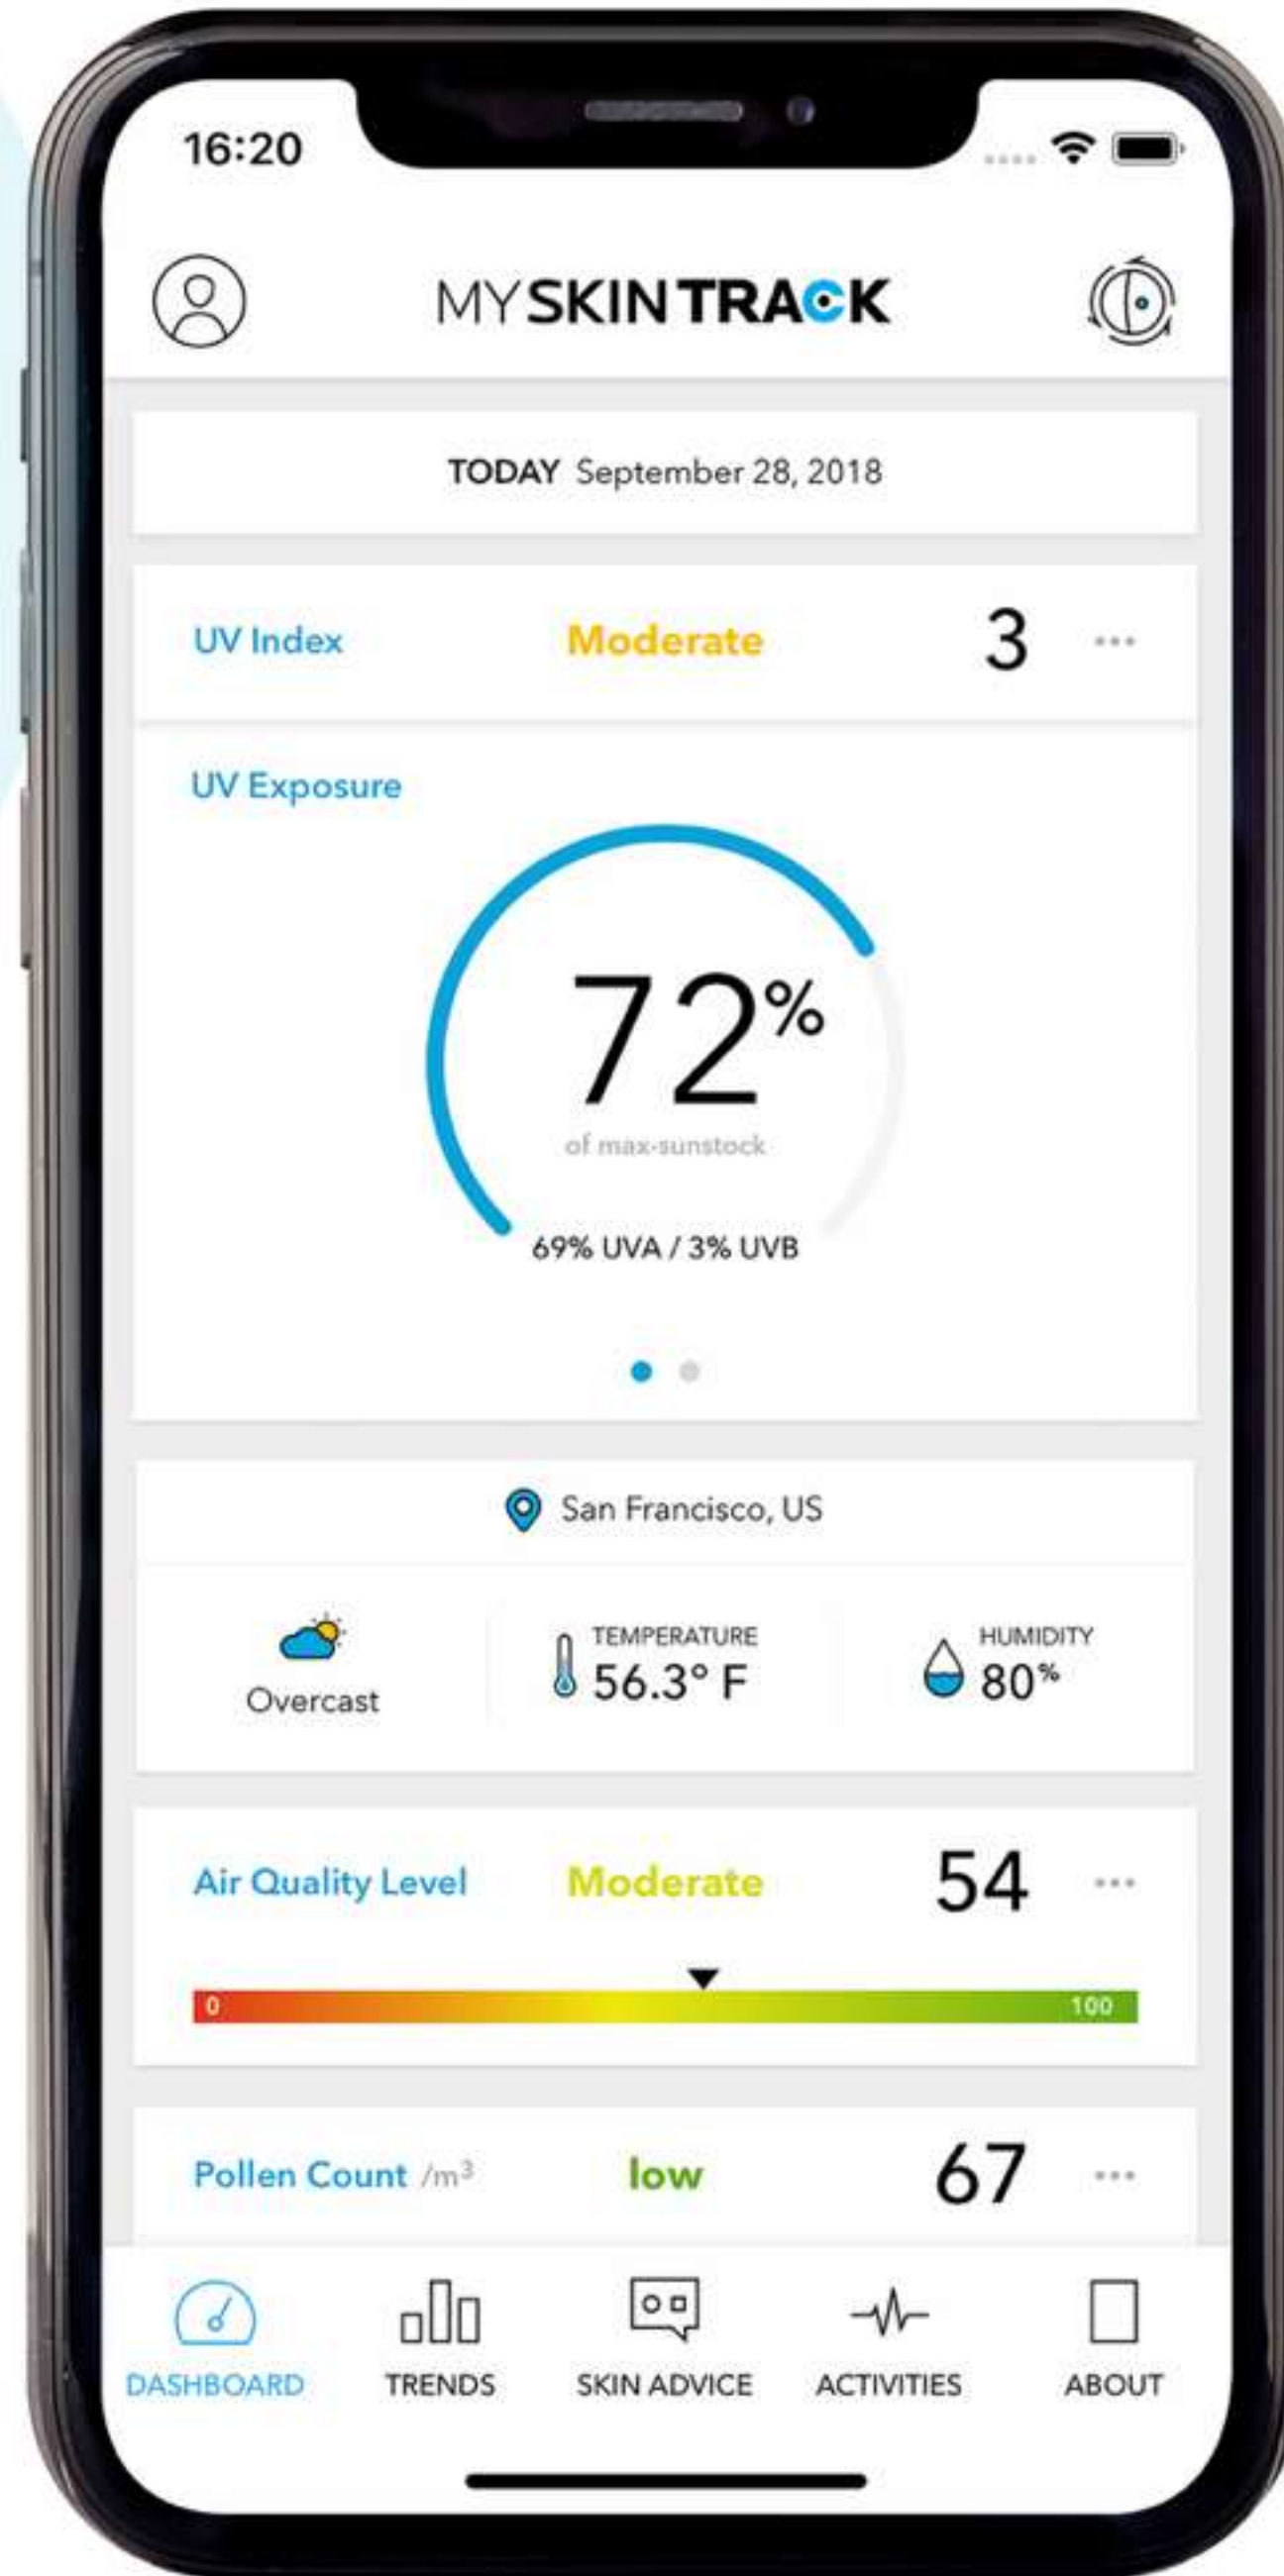 16:20
MYSKINTRACK
TODAY September 28, 2018
UV Index Moderate 3
UV Exposure
72%
of max-sunstock
69% UVA / 3% UVB
San Francisco, US
Overcast
TEMPERATURE
56.3° F
HUMIDITY
80%
Air Quality Level Moderate 54
0 100
Pollen Count /m³ low 67
DASHBOARD TRENDS SKIN ADVICE ACTIVITIES ABOUT